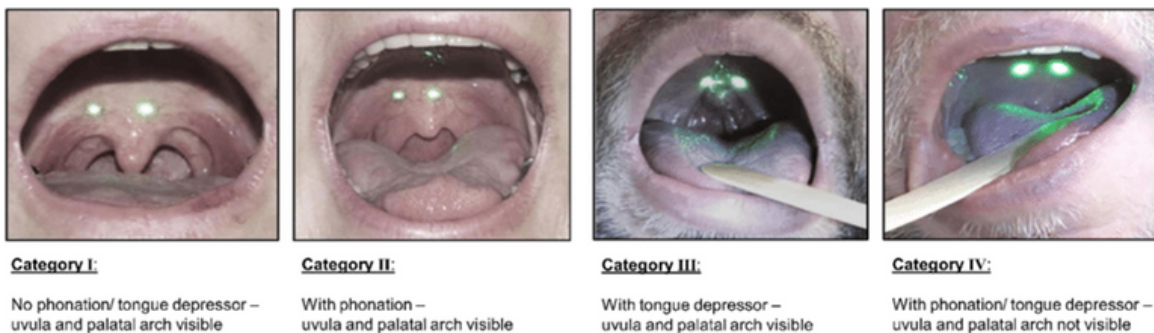 Category I:
No phonation/ tongue depressor –
uvula and palatal arch visible
Category II:
With phonation –
uvula and palatal arch visible
Category III:
With tongue depressor –
uvula and palatal arch visible
Category IV:
With phonation/ tongue depressor –
uvula and palatal arch not visible